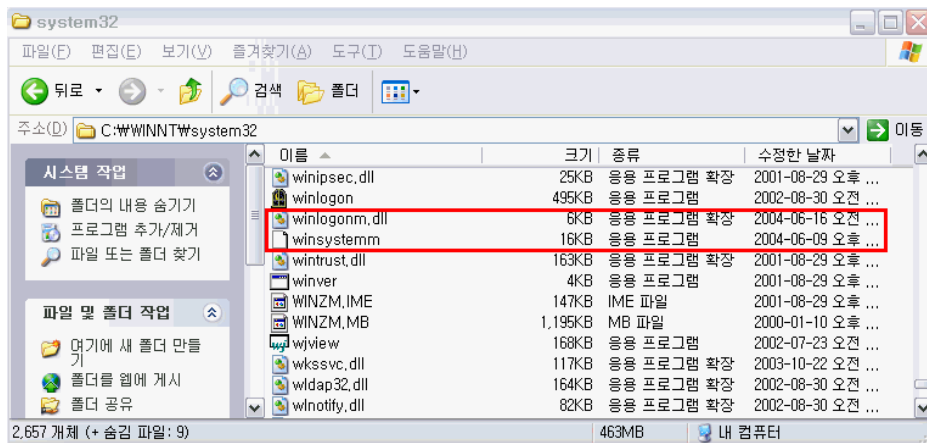 system32
파일(F) 편집(E) 보기(V) 즐겨찾기(A) 도구(T) 도움말(H)
뒤로 검색 폴더
주소(D) C:₩WINNT₩system32 이동
시스템 작업
폴더의 내용 숨기기
프로그램 추가/제거
파일 또는 폴더 찾기
파일 및 폴더 작업
여기에 새 폴더 만들
기
폴더를 웹에 게시
폴더 공유
이름 크기 종류 수정한 날짜
winipsec.dll 25KB 응용 프로그램 확장 2001-08-29 오후 ...
winlogon 495KB 응용 프로그램 2002-08-30 오전 ...
winlogonm.dll 6KB 응용 프로그램 확장 2004-06-16 오전 ...
winsystemm 16KB 응용 프로그램 2004-06-09 오후 ...
wintrust.dll 163KB 응용 프로그램 확장 2001-08-29 오후 ...
winver 4KB 응용 프로그램 2001-08-29 오후 ...
WINZM.IME 147KB IME 파일 2001-08-29 오후 ...
WINZM.MB 1,195KB MB 파일 2000-01-10 오후 ...
wjview 168KB 응용 프로그램 2002-07-23 오전 ...
wkssvc.dll 117KB 응용 프로그램 확장 2003-10-22 오전 ...
wldap32.dll 164KB 응용 프로그램 확장 2002-08-30 오전 ...
wlnotify.dll 82KB 응용 프로그램 확장 2002-08-30 오전 ...
2,657 개체 (+ 숨김 파일: 9) 463MB 내 컴퓨터